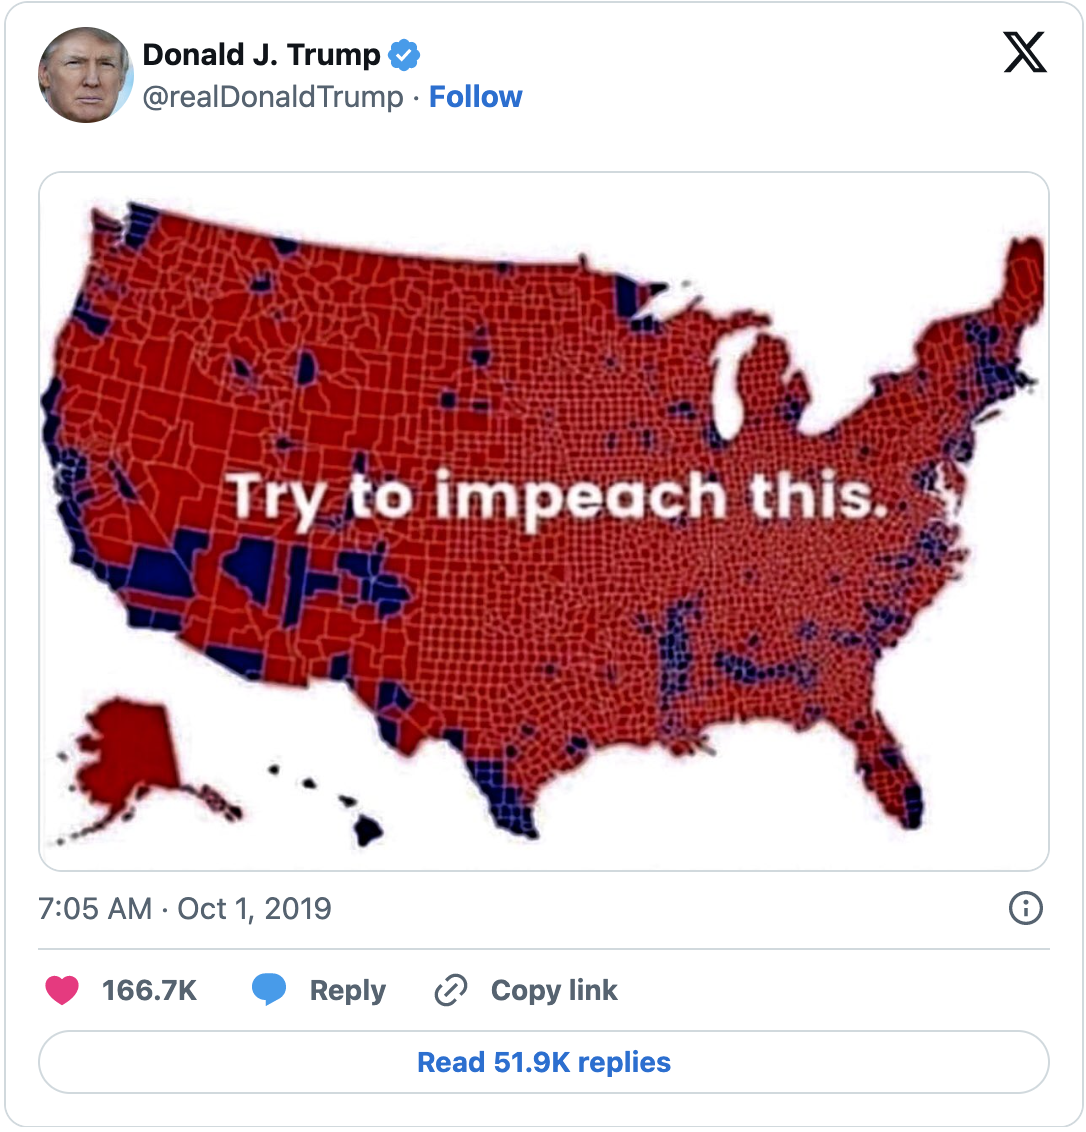 Donald J. Trump
@realDonaldTrump · Follow
Try to impeach this.
7:05 AM · Oct 1, 2019
166.7K Reply Copy link
Read 51.9K replies